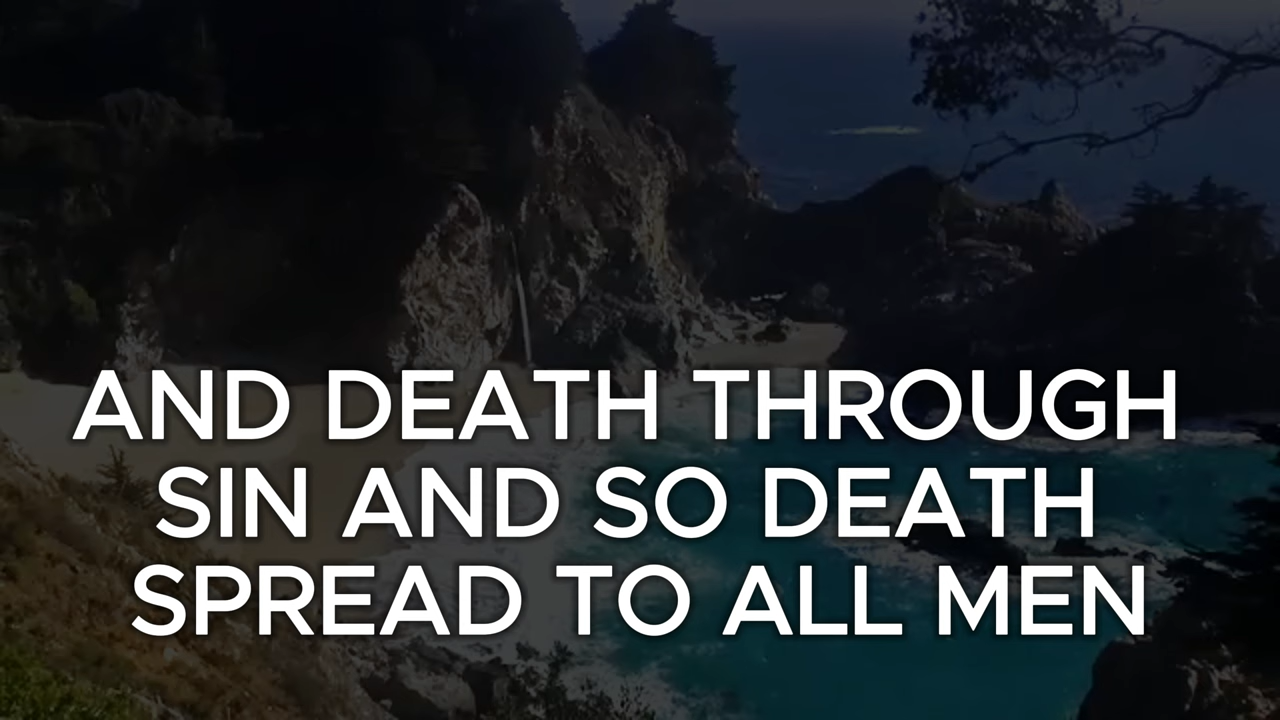 AND DEATH THROUGH
SIN AND SO DEATH
SPREAD TO ALL MEN